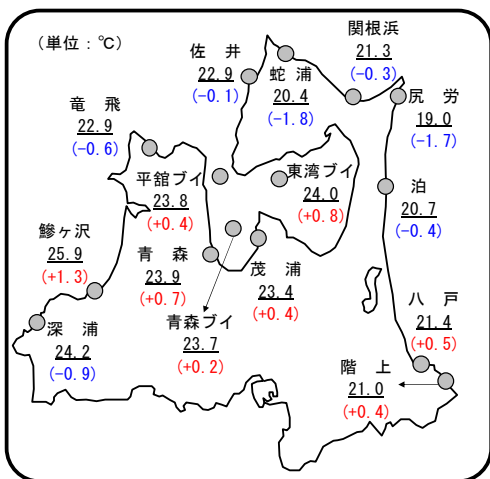 （単位：℃）
佐　井
22.9
(-0.1)
蛇　浦
20.4
(-1.8)
関根浜
21.3
(-0.3)
尻　労
19.0
(-1.7)
竜　飛
22.9
(-0.6)
平舘ブイ
23.8
(+0.4)
東湾ブイ
24.0
(+0.8)
泊
20.7
(-0.4)
鰺ヶ沢
25.9
(+1.3)
青　森
23.9
(+0.7)
茂　浦
23.4
(+0.4)
青森ブイ
23.7
(+0.2)
深　浦
24.2
(-0.9)
八　戸
21.4
(+0.5)
階　上
21.0
(+0.4)